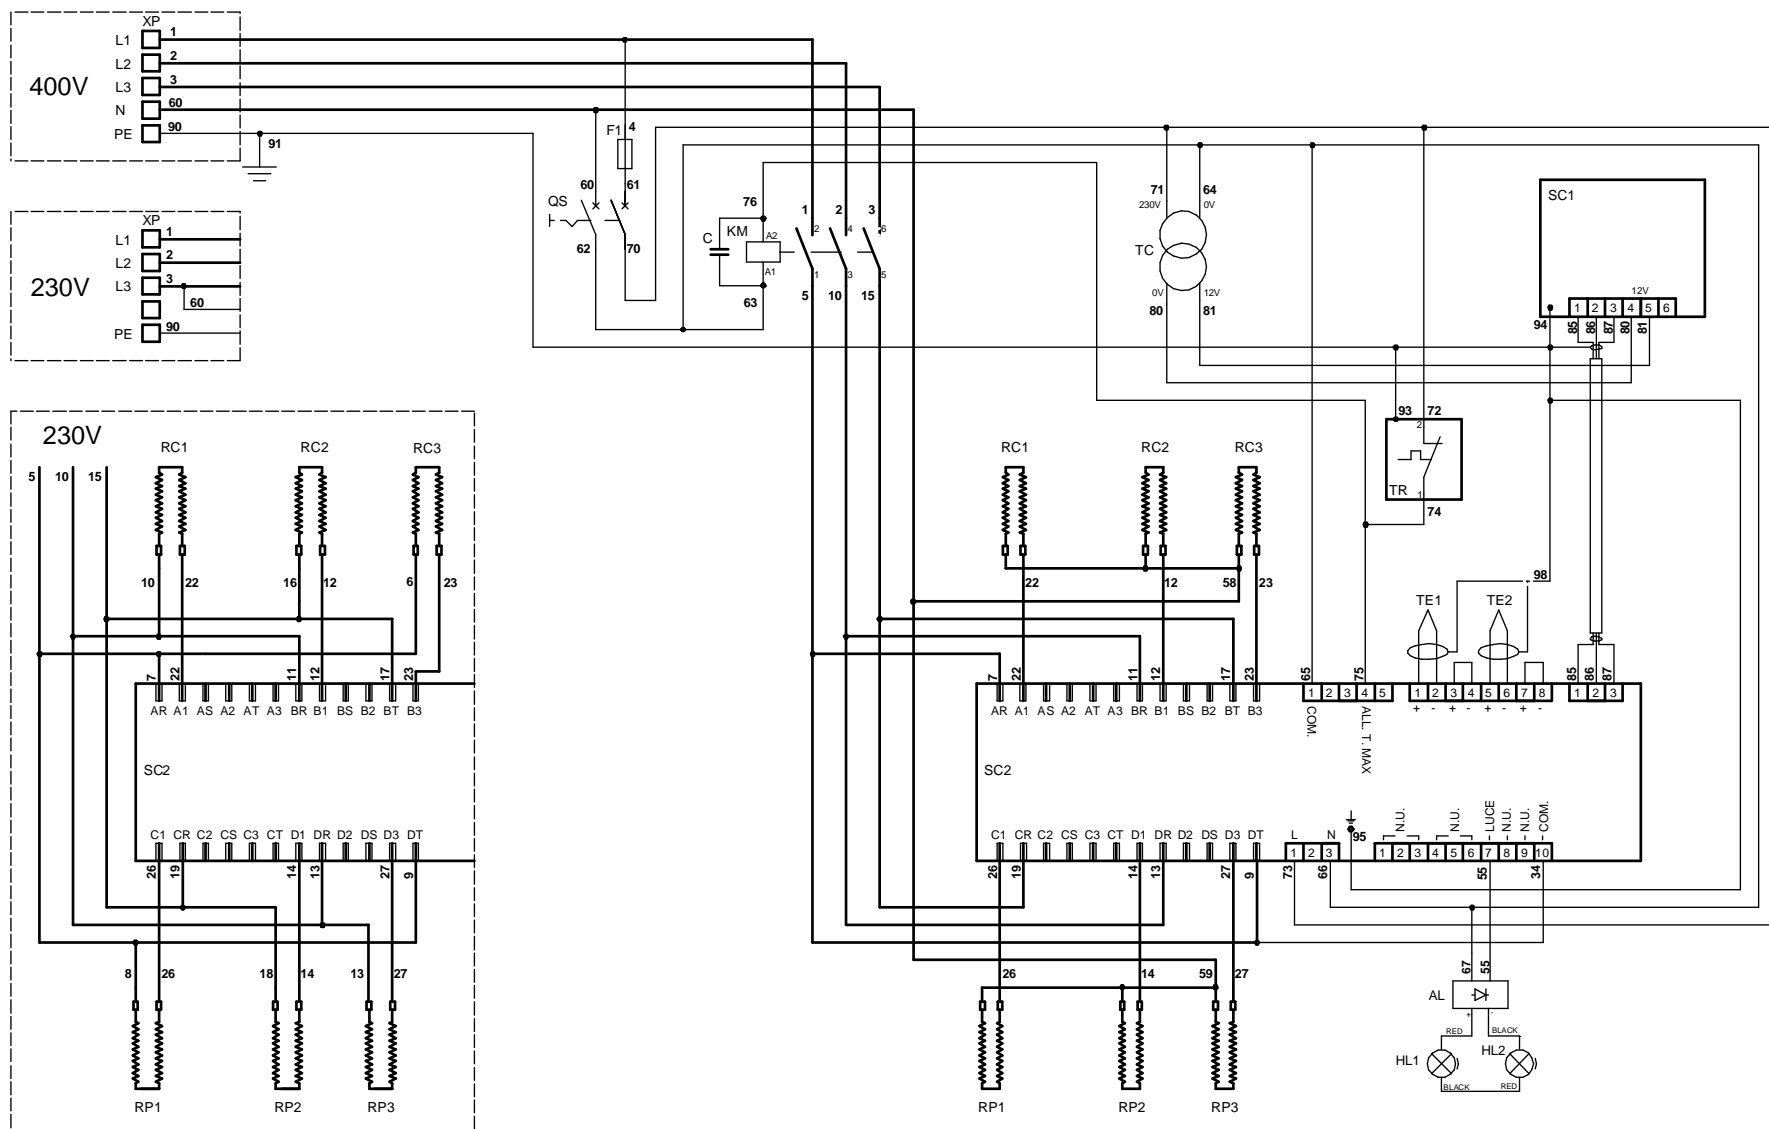 XP
L1 1
L2 2
400V L3 3
N 60
PE 90
91
XP
L1 1
L2 2
230V L3 3
60
PE 90
F1 4
60 61
QS
62 70
76
C KM A2
A1
63
1 2 3
2 4 6
1 3 5
5 10 15
71 64
230V 0V
TC
0V 12V
80 81
SC1
12V
1 2 3 4 5 6
94 85 86 87 80 81
93 72
2
TR 1
74
230V
5 10 15
RC1 RC2 RC3
10 22 16 12 6 23
7 22 11 12 17 23
AR A1 AS A2 AT A3 BR B1 BS B2 BT B3
SC2
C1 CR C2 CS C3 CT D1 DR D2 DS D3 DT
26 19 14 13 27 9
8 26 18 14 13 27
RP1 RP2 RP3
RC1 RC2 RC3
22 12 58 23
98
TE1 TE2
7 22 11 12 17 23 65 75 85 86 87
AR A1 AS A2 AT A3 BR B1 BS B2 BT B3
1 2 3 4 5
1 2 3 4 5 6 7 8
+ - + - + - + -
1 2 3
COM.
ALL. T. MAX
SC2
C1 CR C2 CS C3 CT D1 DR D2 DS D3 DT
L N
1 2 3
95
N.U.
N.U.
- LUCE
- N.U.
- N.U.
- COM.
1 2 3 4 5 6 7 8 9 10
26 19 14 13 27 9 73 66 55 34
26 14 59 27
RP1 RP2 RP3
67 55
AL
+ -
RED BLACK
HL1 HL2
BLACK RED